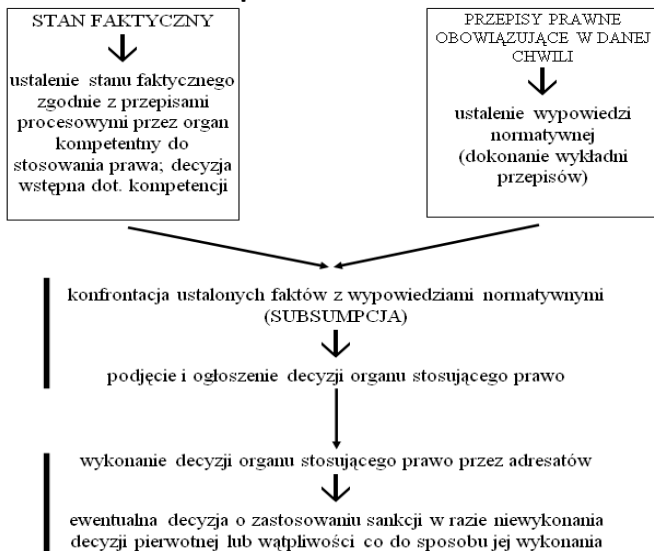 STAN FAKTYCZNY
ustalenie stanu faktycznego
zgodnie z przepisami
procesowymi przez organ
kompetentny do
stosowania prawa; decyzja
wstępna dot. kompetencji
PRZEPISY PRAWNE
OBOWIĄZUJĄCE W DANEJ
CHWILI
ustalenie wypowiedzi
normatywnej
(dokonanie wykładni
przepisów)
konfrontacja ustalonych faktów z wypowiedziami normatywnymi
(SUBSUMPCJA)
podjęcie i ogłoszenie decyzji organu stosującego prawo
wykonanie decyzji organu stosującego prawo przez adresatów
ewentualna decyzja o zastosowaniu sankcji w razie niewykonania
decyzji pierwotnej lub wątpliwości co do sposobu jej wykonania